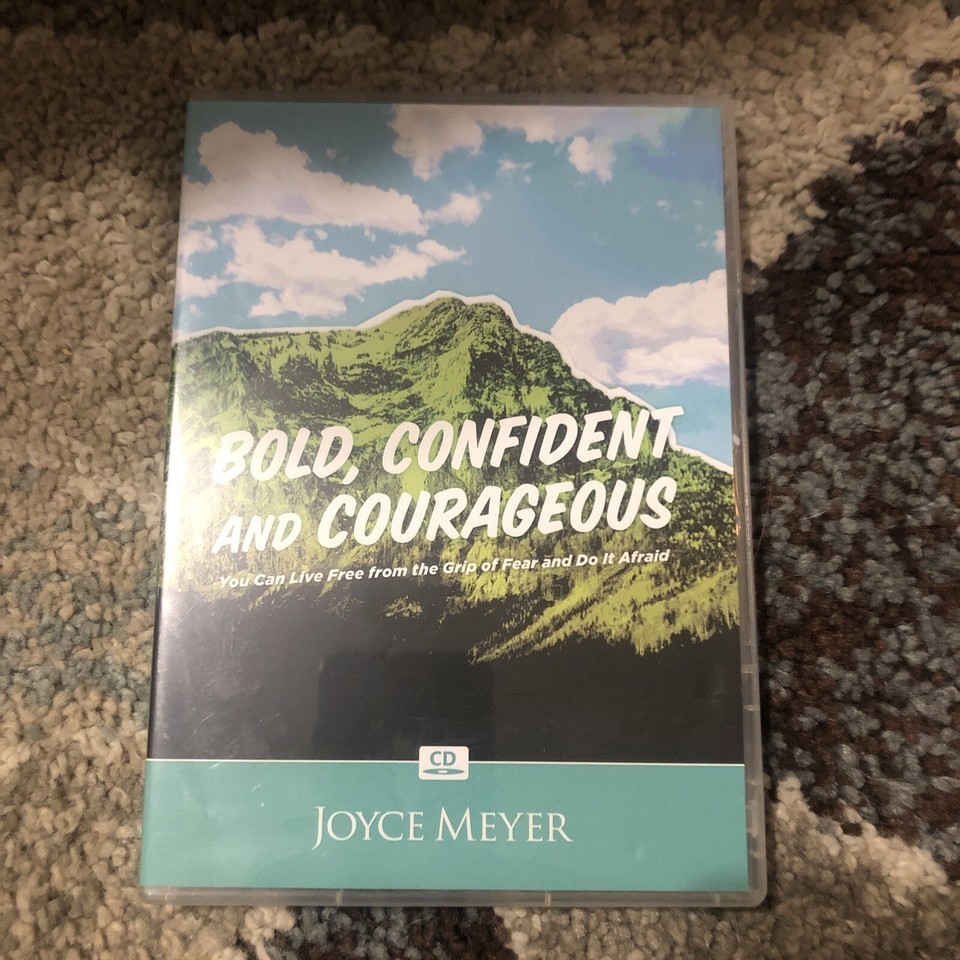 BOLD, CONFIDENT
AND COURAGEOUS
You Can Live Free from the Grip of Fear and Do It Afraid
CD
JOYCE MEYER